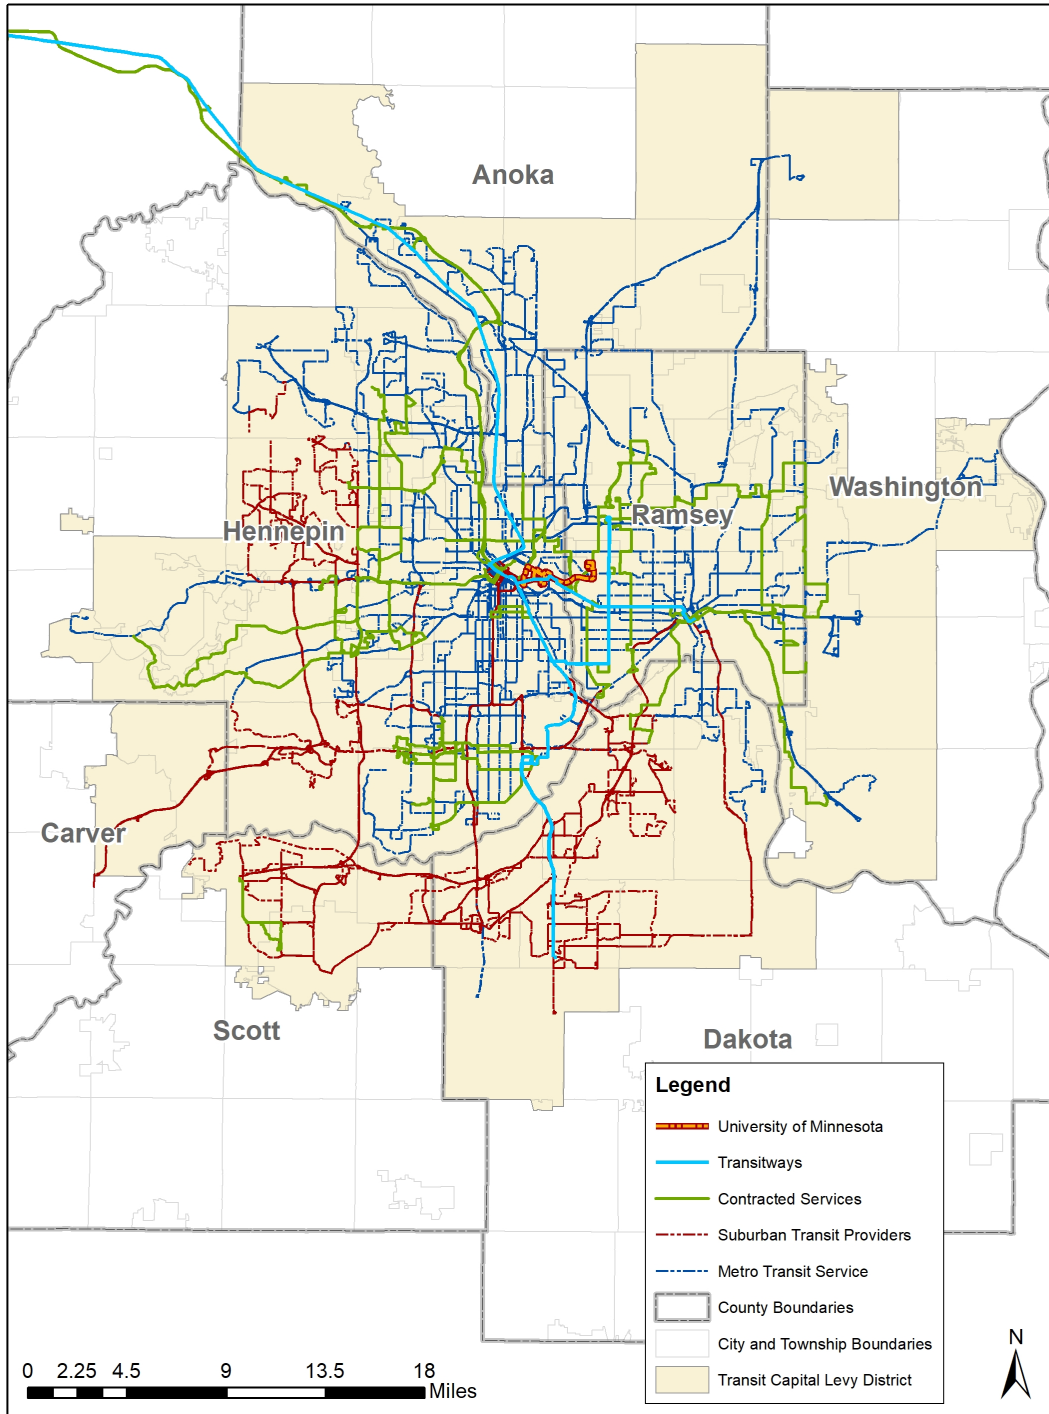 Anoka
Washington
Ramsey
Hennepin
Carver
Scott
Dakota
Legend
University of Minnesota
Transitways
Contracted Services
Suburban Transit Providers
Metro Transit Service
County Boundaries
City and Township Boundaries
Transit Capital Levy District
N
0 2.25 4.5 9 13.5 18
Miles